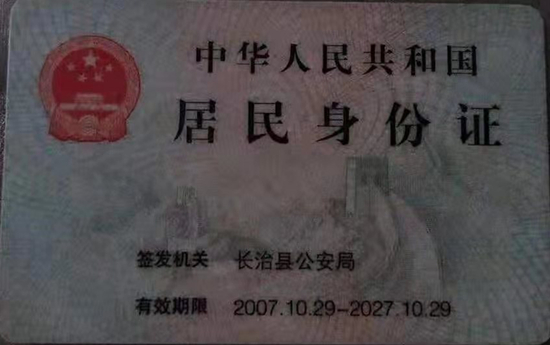 中华人民共和国
居民身份证
签发机关 长治县公安局
有效期限 2007.10.29-2027.10.29